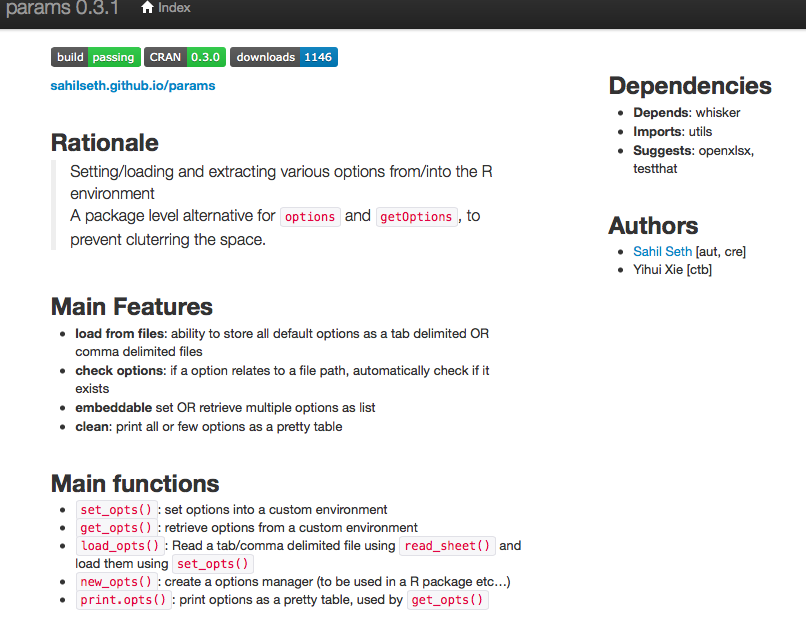 params 0.3.1 Index
build passing CRAN 0.3.0 downloads 1146
sahilseth.github.io/params
Rationale
Setting/loading and extracting various options from/into the R
environment
A package level alternative for options and getOptions, to
prevent cluterring the space.
Main Features
• load from files: ability to store all default options as a tab delimited OR
comma delimited files
• check options: if a option relates to a file path, automatically check if it
exists
• embeddable set OR retrieve multiple options as list
• clean: print all or few options as a pretty table
Main functions
• set_opts() : set options into a custom environment
• get_opts() : retrieve options from a custom environment
• load_opts() : Read a tab/comma delimited file using read_sheet() and
load them using set_opts()
• new_opts() : create a options manager (to be used in a R package etc…)
• print.opts() : print options as a pretty table, used by get_opts()
Dependencies
• Depends: whisker
• Imports: utils
• Suggests: openxlsx,
testthat
Authors
• Sahil Seth [aut, cre]
• Yihui Xie [ctb]